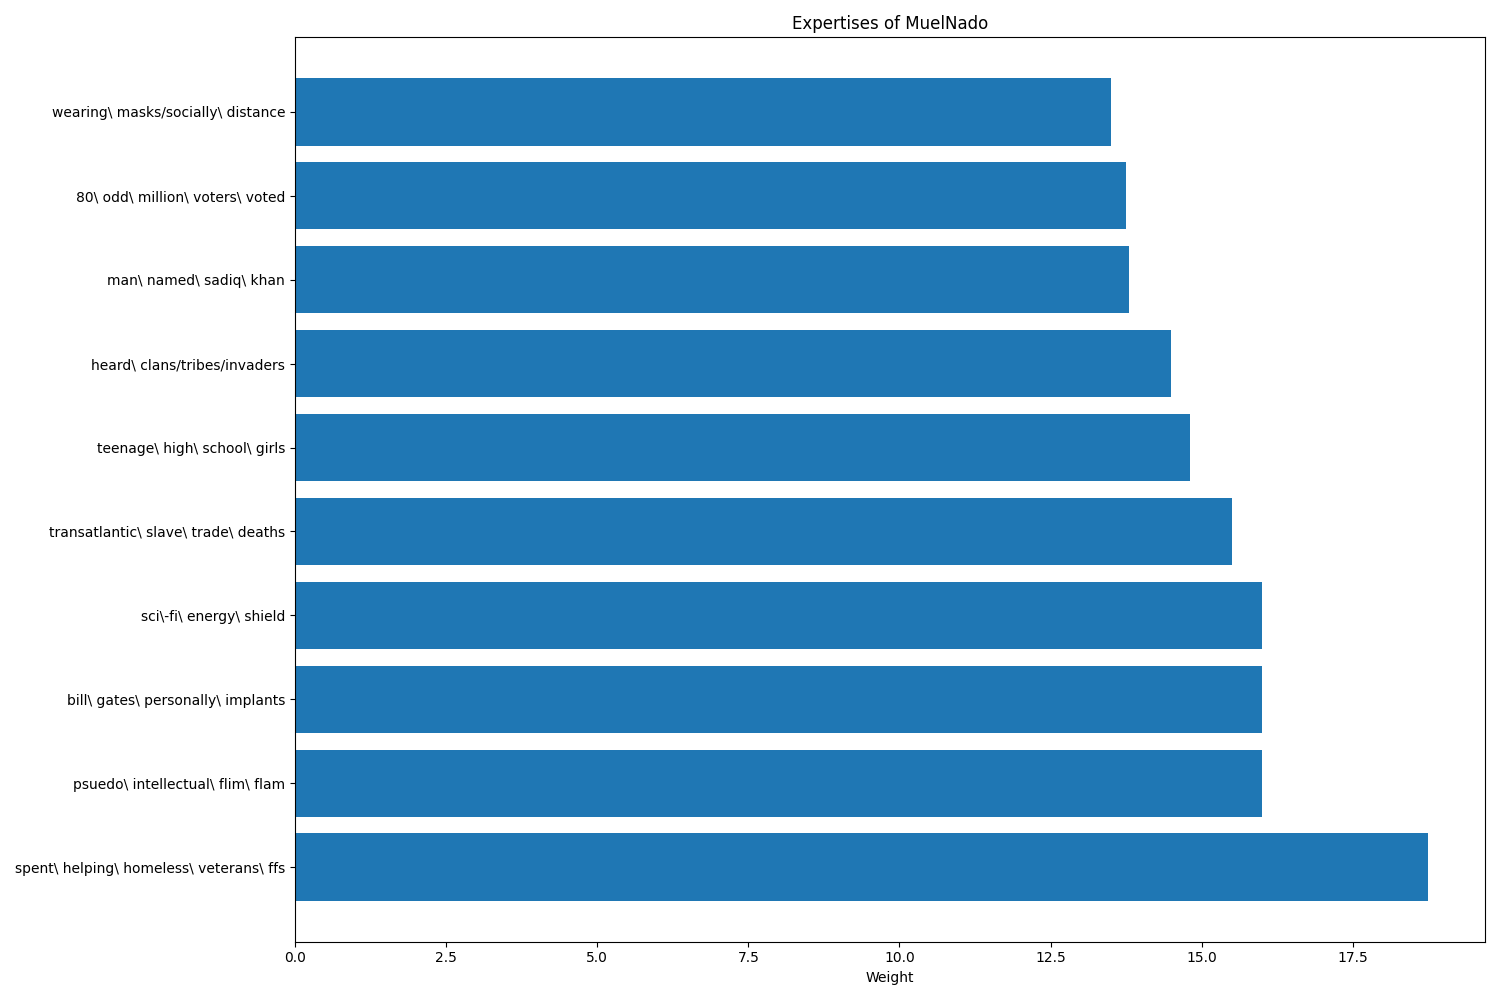 Expertises of MuelNado
wearing\ masks/socially\ distance
80\ odd\ million\ voters\ voted
man\ named\ sadiq\ khan
heard\ clans/tribes/invaders
teenage\ high\ school\ girls
transatlantic\ slave\ trade\ deaths
sci\-fi\ energy\ shield
bill\ gates\ personally\ implants
psuedo\ intellectual\ flim\ flam
spent\ helping\ homeless\ veterans\ ffs
0.0 2.5 5.0 7.5 10.0 12.5 15.0 17.5
Weight